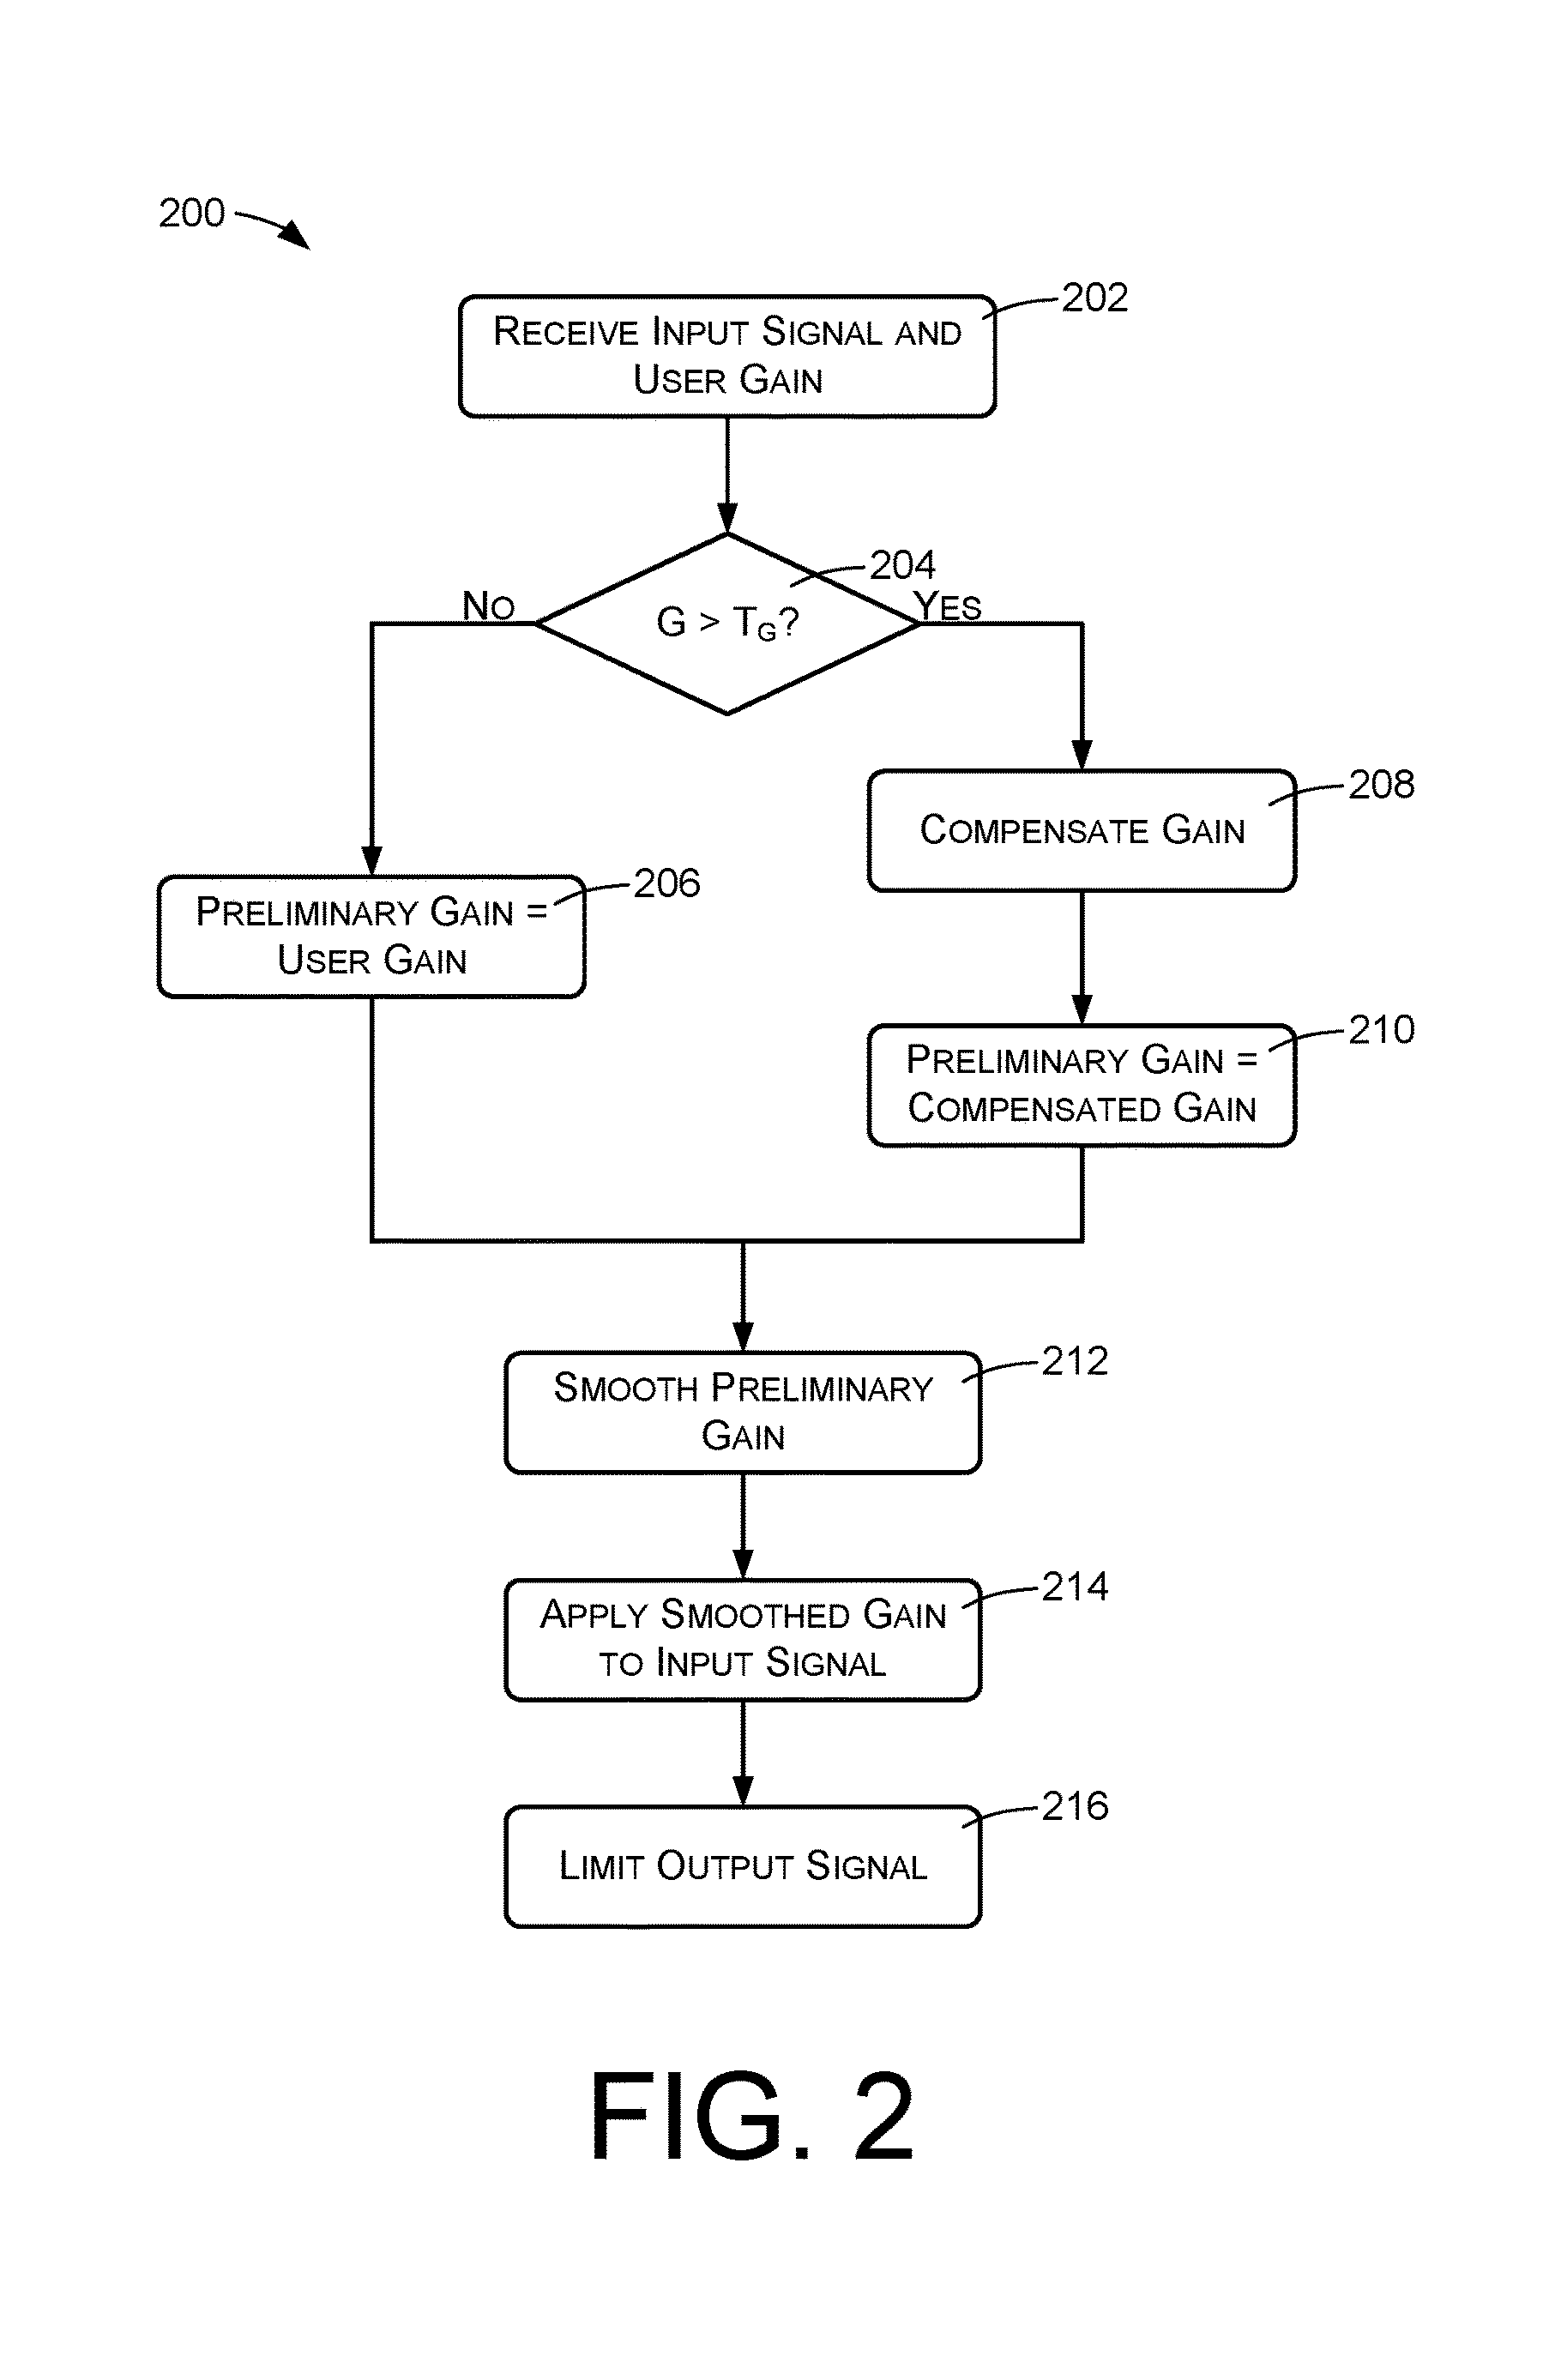 200
202
RECEIVE INPUT SIGNAL AND
USER GAIN
204
NO
YES
G > TG?
208
COMPENSATE GAIN
206
PRELIMINARY GAIN =
USER GAIN
210
PRELIMINARY GAIN =
COMPENSATED GAIN
212
SMOOTH PRELIMINARY
GAIN
214
APPLY SMOOTHED GAIN
TO INPUT SIGNAL
216
LIMIT OUTPUT SIGNAL
FIG. 2